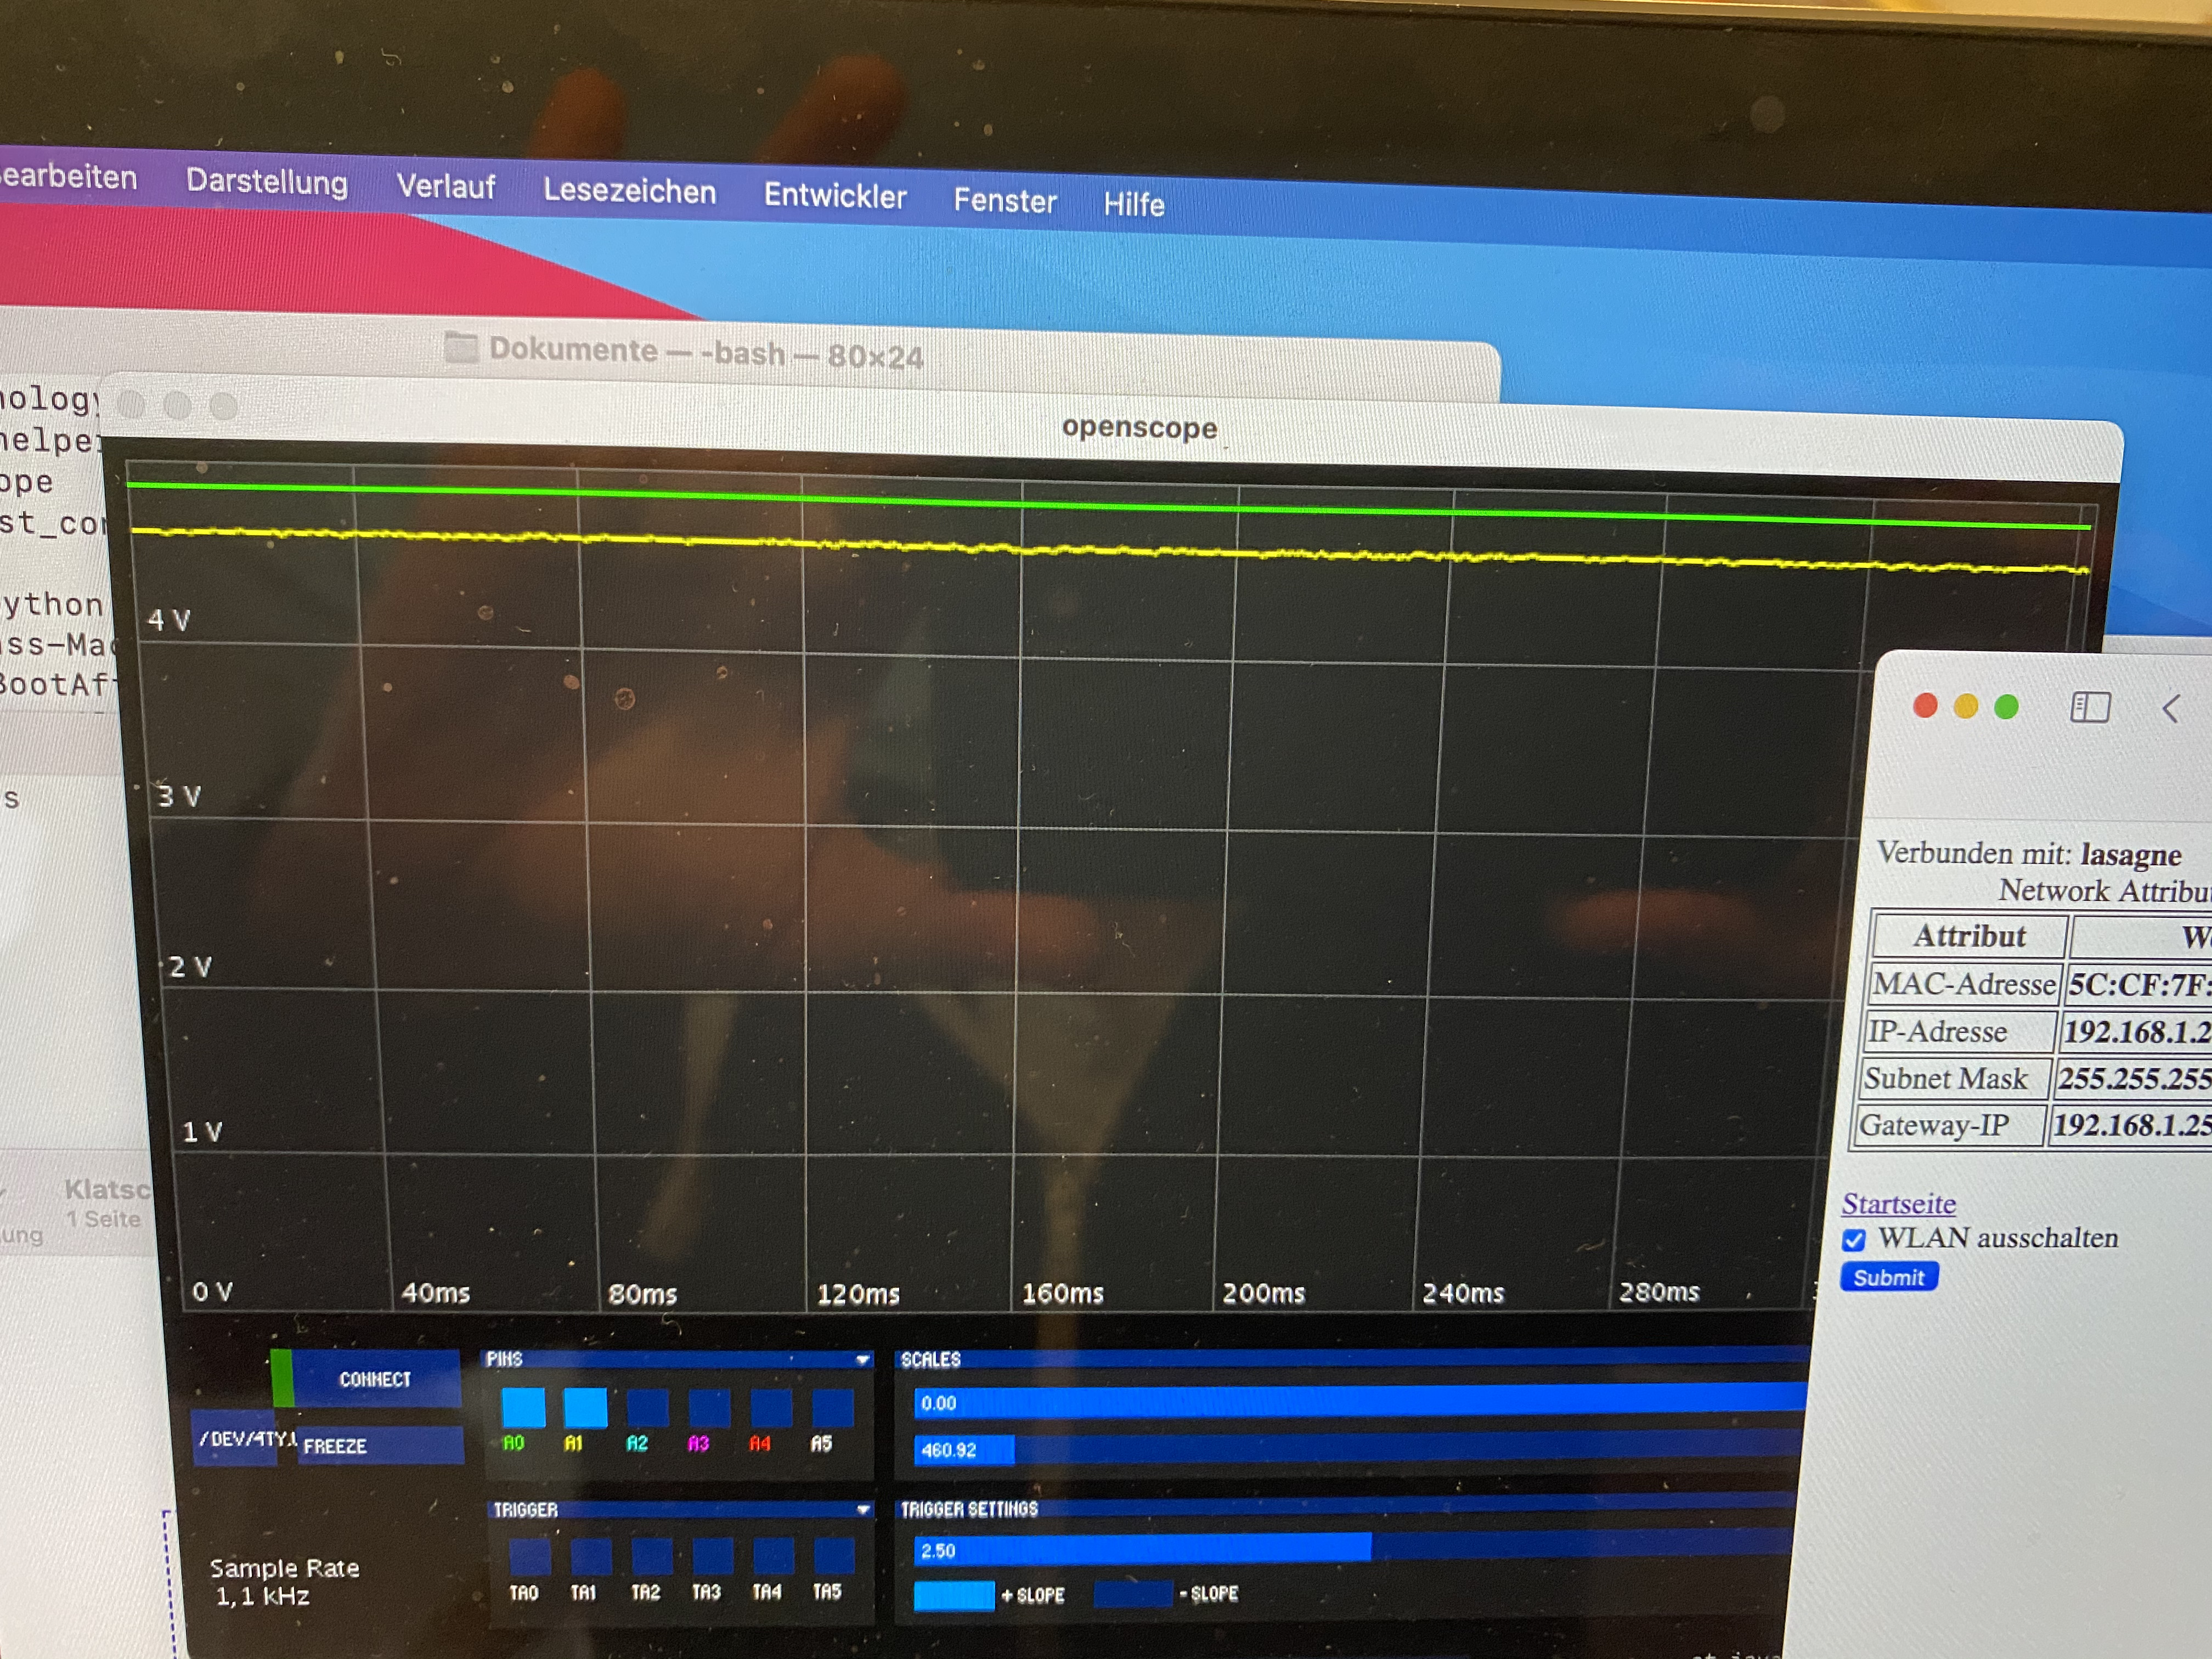 earbeiten Darstellung Verlauf Lesezeichen Entwickler Fenster Hilfe
Dokumente — -bash — 80×24
nology
helper
openscope
ope
st_con
ython
ss-Mac
BootAf
s
4 V
3 V
2 V
1 V
0 V 40ms 80ms 120ms 160ms 200ms 240ms 280ms
Klatsc
1 Seite
ung
CONNECT
FREEZE
Sample Rate
1,1 kHz
PINS
A0 A1 A2 A3 A4 A5
TRIGGER
TA0 TA1 TA2 TA3 TA4 TA5
SCALES
0.00
460.92
TRIGGER SETTINGS
2.50
+ SLOPE - SLOPE
Verbunden mit: lasagne
Network Attribu
Attribut W
MAC-Adresse 5C:CF:7F:
IP-Adresse 192.168.1.2
Subnet Mask 255.255.255
Gateway-IP 192.168.1.25
Startseite
WLAN ausschalten
Submit